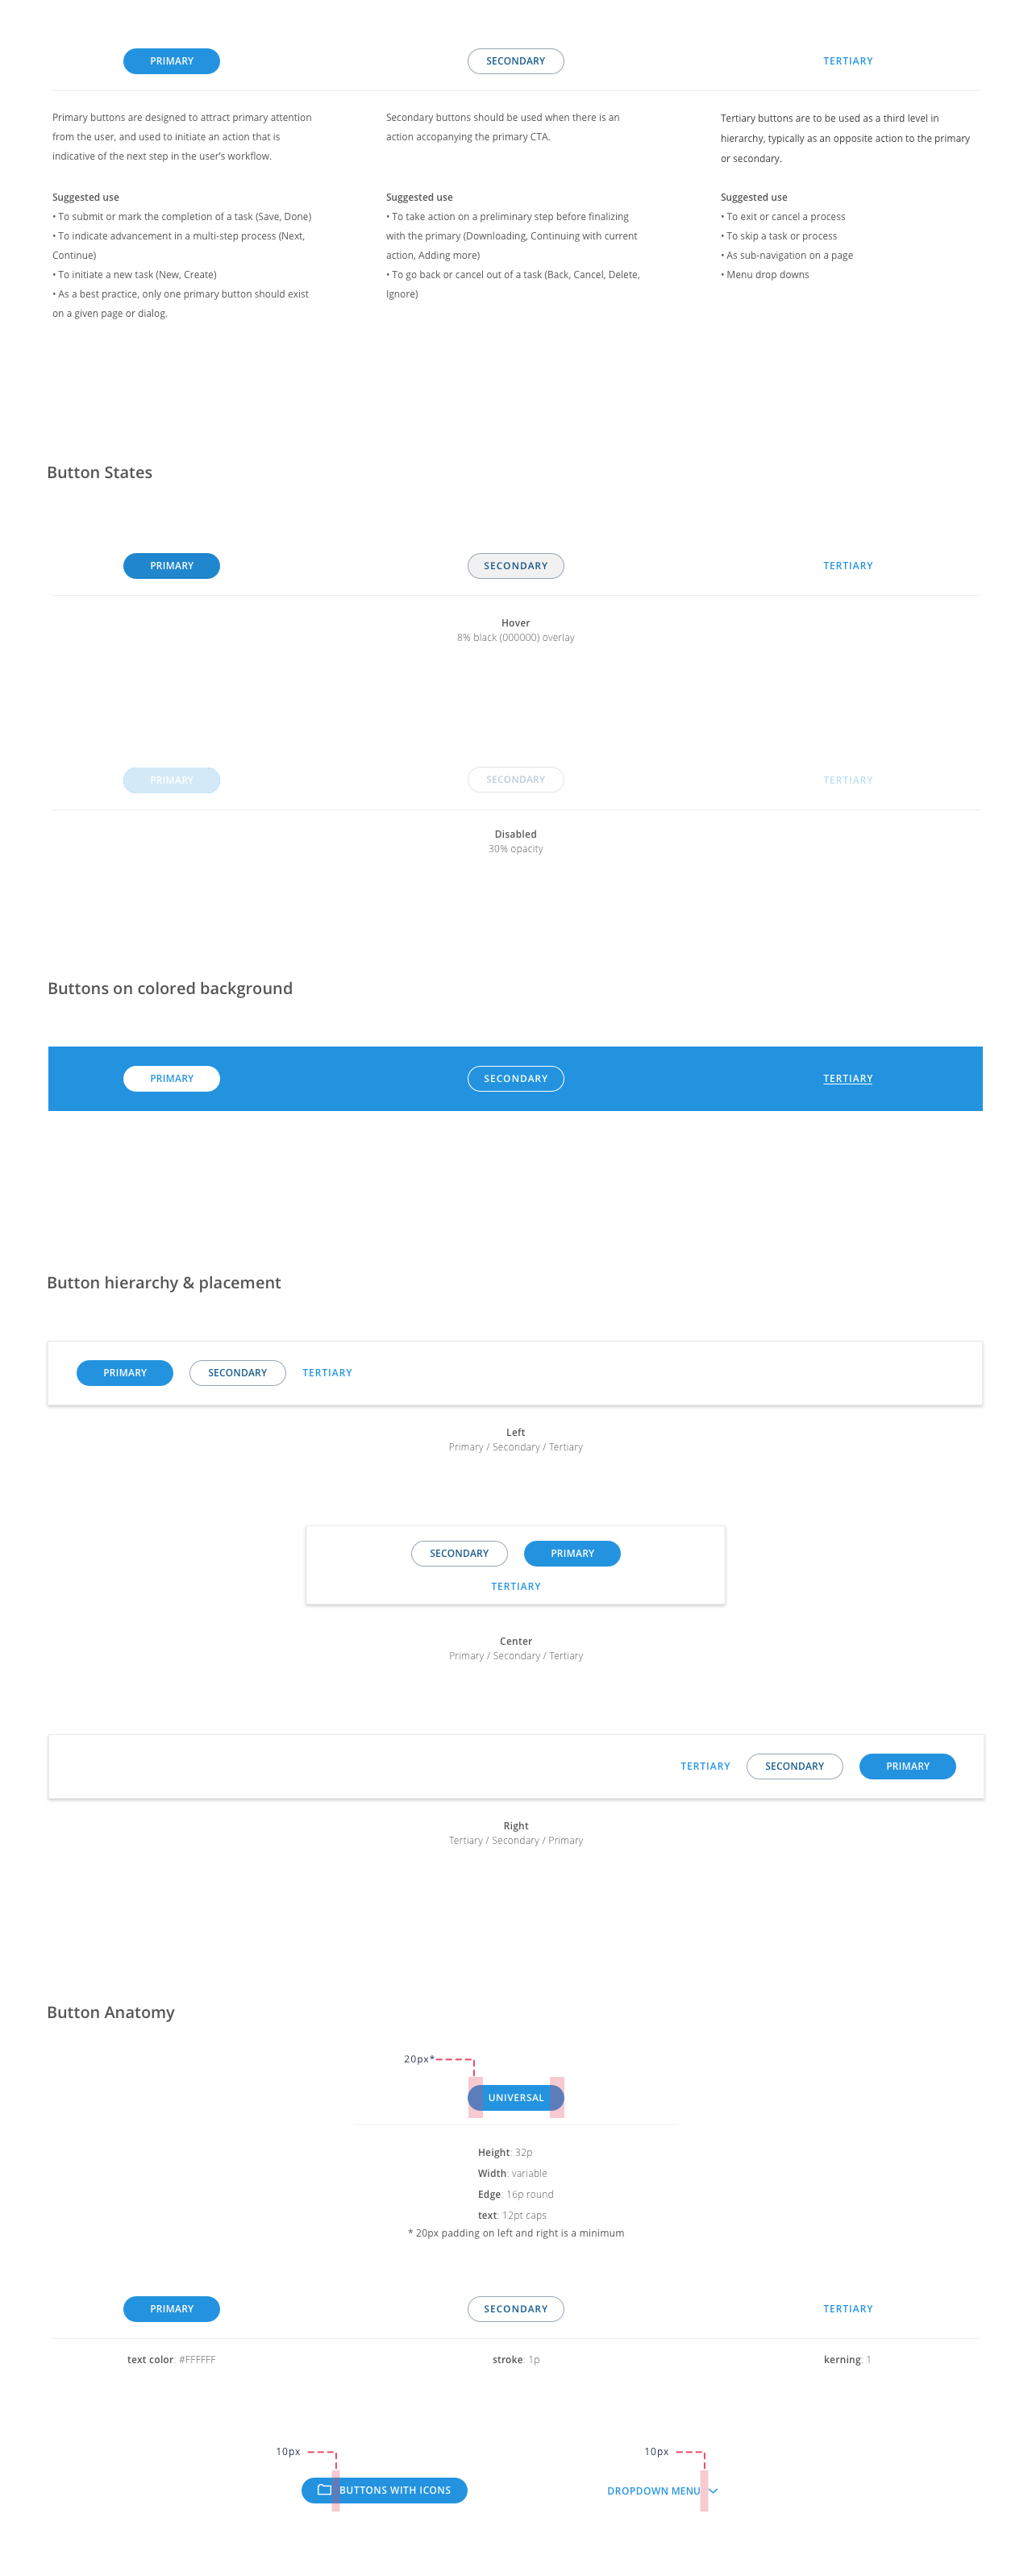 PRIMARY
SECONDARY
TERTIARY
Primary buttons are designed to attract primary attention
from the user, and used to initiate an action that is
indicative of the next step in the user's workflow.
Suggested use
• To submit or mark the completion of a task (Save, Done)
• To indicate advancement in a multi-step process (Next,
Continue)
• To initiate a new task (New, Create)
• As a best practice, only one primary button should exist
on a given page or dialog.
Secondary buttons should be used when there is an
action accopanying the primary CTA.
Suggested use
• To take action on a preliminary step before finalizing
with the primary (Downloading, Continuing with current
action, Adding more)
• To go back or cancel out of a task (Back, Cancel, Delete,
Ignore)
Tertiary buttons are to be used as a third level in
hierarchy, typically as an opposite action to the primary
or secondary.
Suggested use
• To exit or cancel a process
• To skip a task or process
• As sub-navigation on a page
• Menu drop downs
Button States
PRIMARY
SECONDARY
TERTIARY
Hover
8% black (000000) overlay
PRIMARY
SECONDARY
TERTIARY
Disabled
30% opacity
Buttons on colored background
PRIMARY
SECONDARY
TERTIARY
Button hierarchy & placement
PRIMARY
SECONDARY
TERTIARY
Left
Primary / Secondary / Tertiary
SECONDARY
PRIMARY
TERTIARY
Center
Primary / Secondary / Tertiary
TERTIARY
SECONDARY
PRIMARY
Right
Tertiary / Secondary / Primary
Button Anatomy
20px*
UNIVERSAL
Height: 32p
Width: variable
Edge: 16p round
text: 12pt caps
* 20px padding on left and right is a minimum
PRIMARY
SECONDARY
TERTIARY
text color: #FFFFFF
stroke: 1p
kerning: 1
10px
10px
BUTTONS WITH ICONS
DROPDOWN MENU